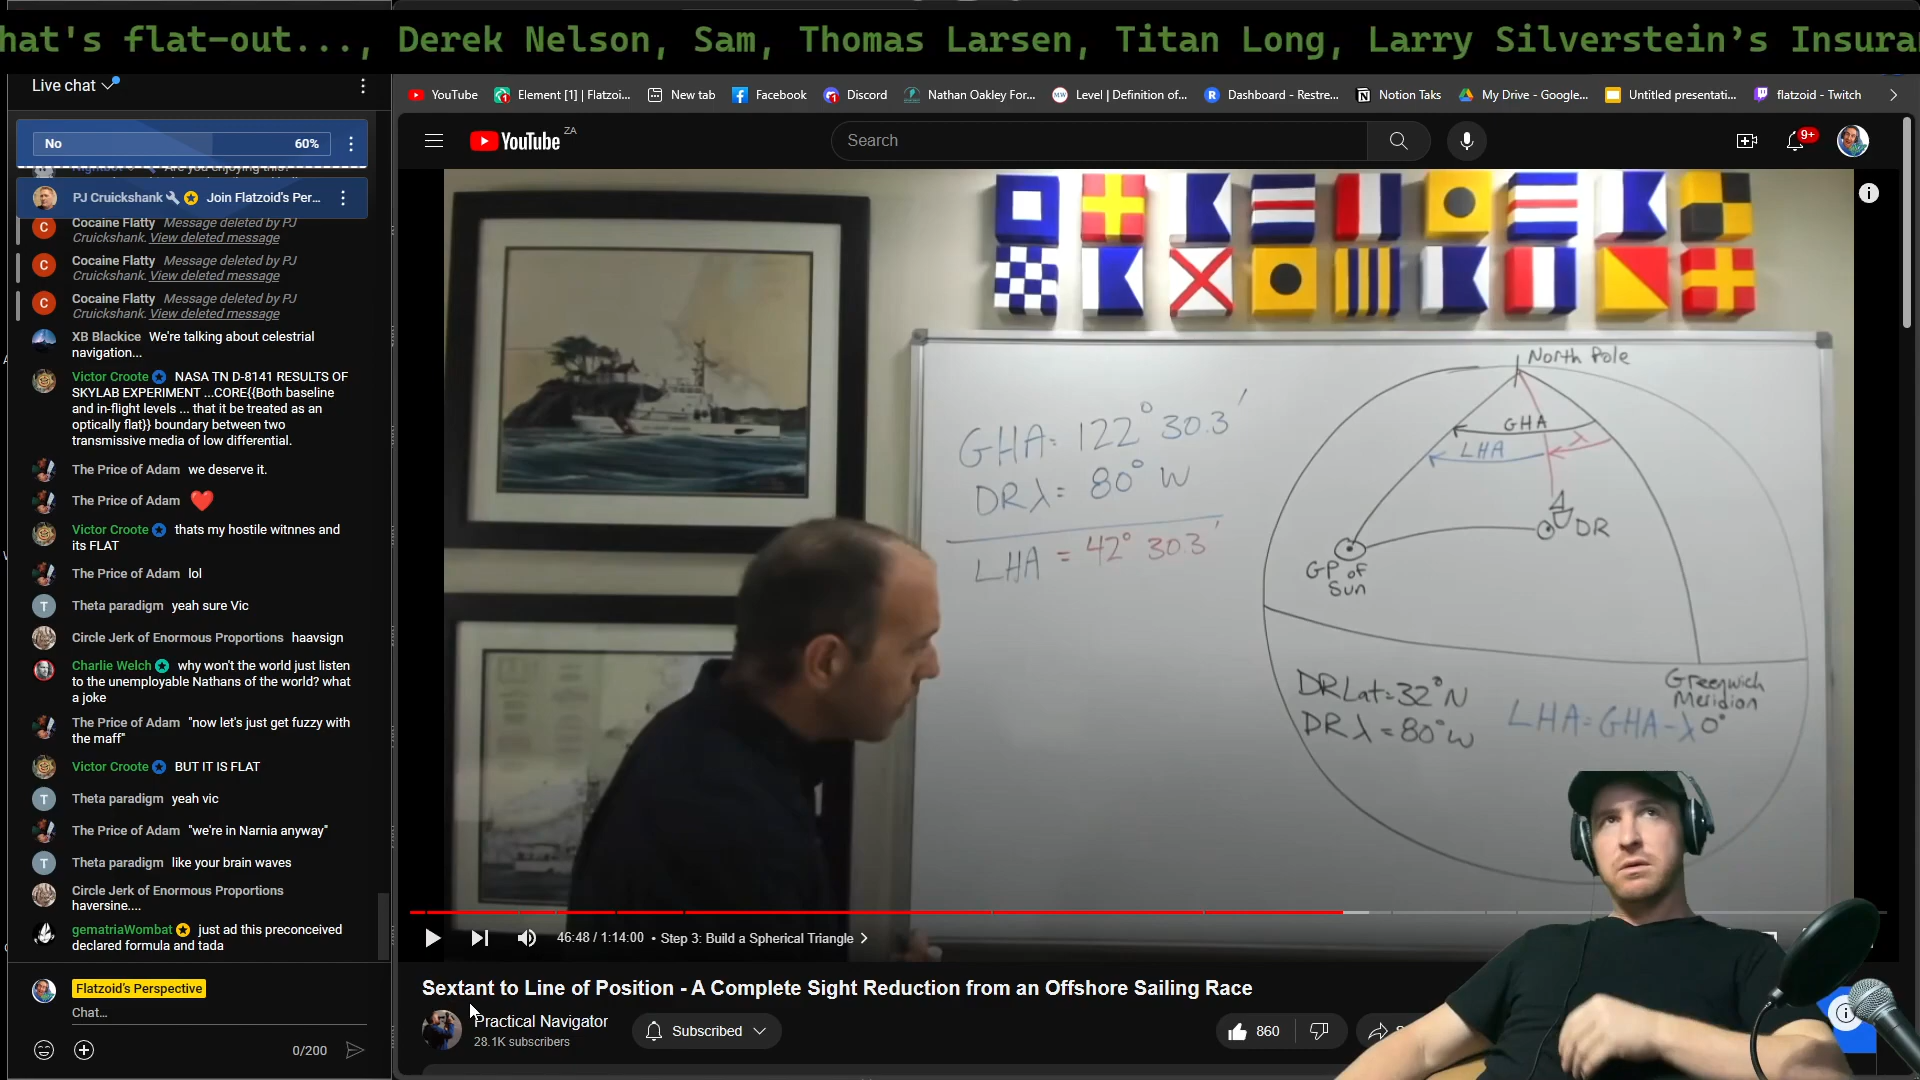 hat's flat-out..., Derek Nelson, Sam, Thomas Larsen, Titan Long, Larry Silverstein's Insura
Live chat
No 60%
PJ Cruickshank Join Flatzoid's Per...
Cocaine Flatty Message deleted by PJ
Cruickshank. View deleted message
Cocaine Flatty Message deleted by PJ
Cruickshank. View deleted message
Cocaine Flatty Message deleted by PJ
Cruickshank. View deleted message
XB Blackice We're talking about celestrial
navigation...
Victor Croote NASA TN D-8141 RESULTS OF
SKYLAB EXPERIMENT ...CORE{{Both baseline
and in-flight levels ... that it be treated as an
optically flat}} boundary between two
transmissive media of low differential.
The Price of Adam we deserve it.
The Price of Adam ❤️
Victor Croote thats my hostile witnnes and
its FLAT
The Price of Adam lol
T Theta paradigm yeah sure Vic
Circle Jerk of Enormous Proportions haavsign
Charlie Welch why won't the world just listen
to the unemployable Nathans of the world? what
a joke
The Price of Adam "now let's just get fuzzy with
the maff"
Victor Croote BUT IT IS FLAT
T Theta paradigm yeah vic
The Price of Adam "we're in Narnia anyway"
T Theta paradigm like your brain waves
Circle Jerk of Enormous Proportions
haversine....
gematriaWombat just ad this preconceived
declared formula and tada
Flatzoid's Perspective
Chat...
0/200
YouTube Element [1] | Flatzoi... New tab Facebook Discord Nathan Oakley For... Level | Definition of... Dashboard - Restre... Notion Taks My Drive - Google... Untitled presentati... flatzoid - Twitch
YouTube ZA
Search
9+
GHA= 122° 30.3'
DRλ= 80° W
LHA = 42° 30.3'
North Pole
GHA
LHA λ
DR
GP of
Sun
Greenwich
Meridian
0°
DR Lat=32°N
DR λ=80°W
LHA=GHA-λ
46:48 / 1:14:00 • Step 3: Build a Spherical Triangle
Sextant to Line of Position - A Complete Sight Reduction from an Offshore Sailing Race
Practical Navigator
28.1K subscribers
Subscribed
860